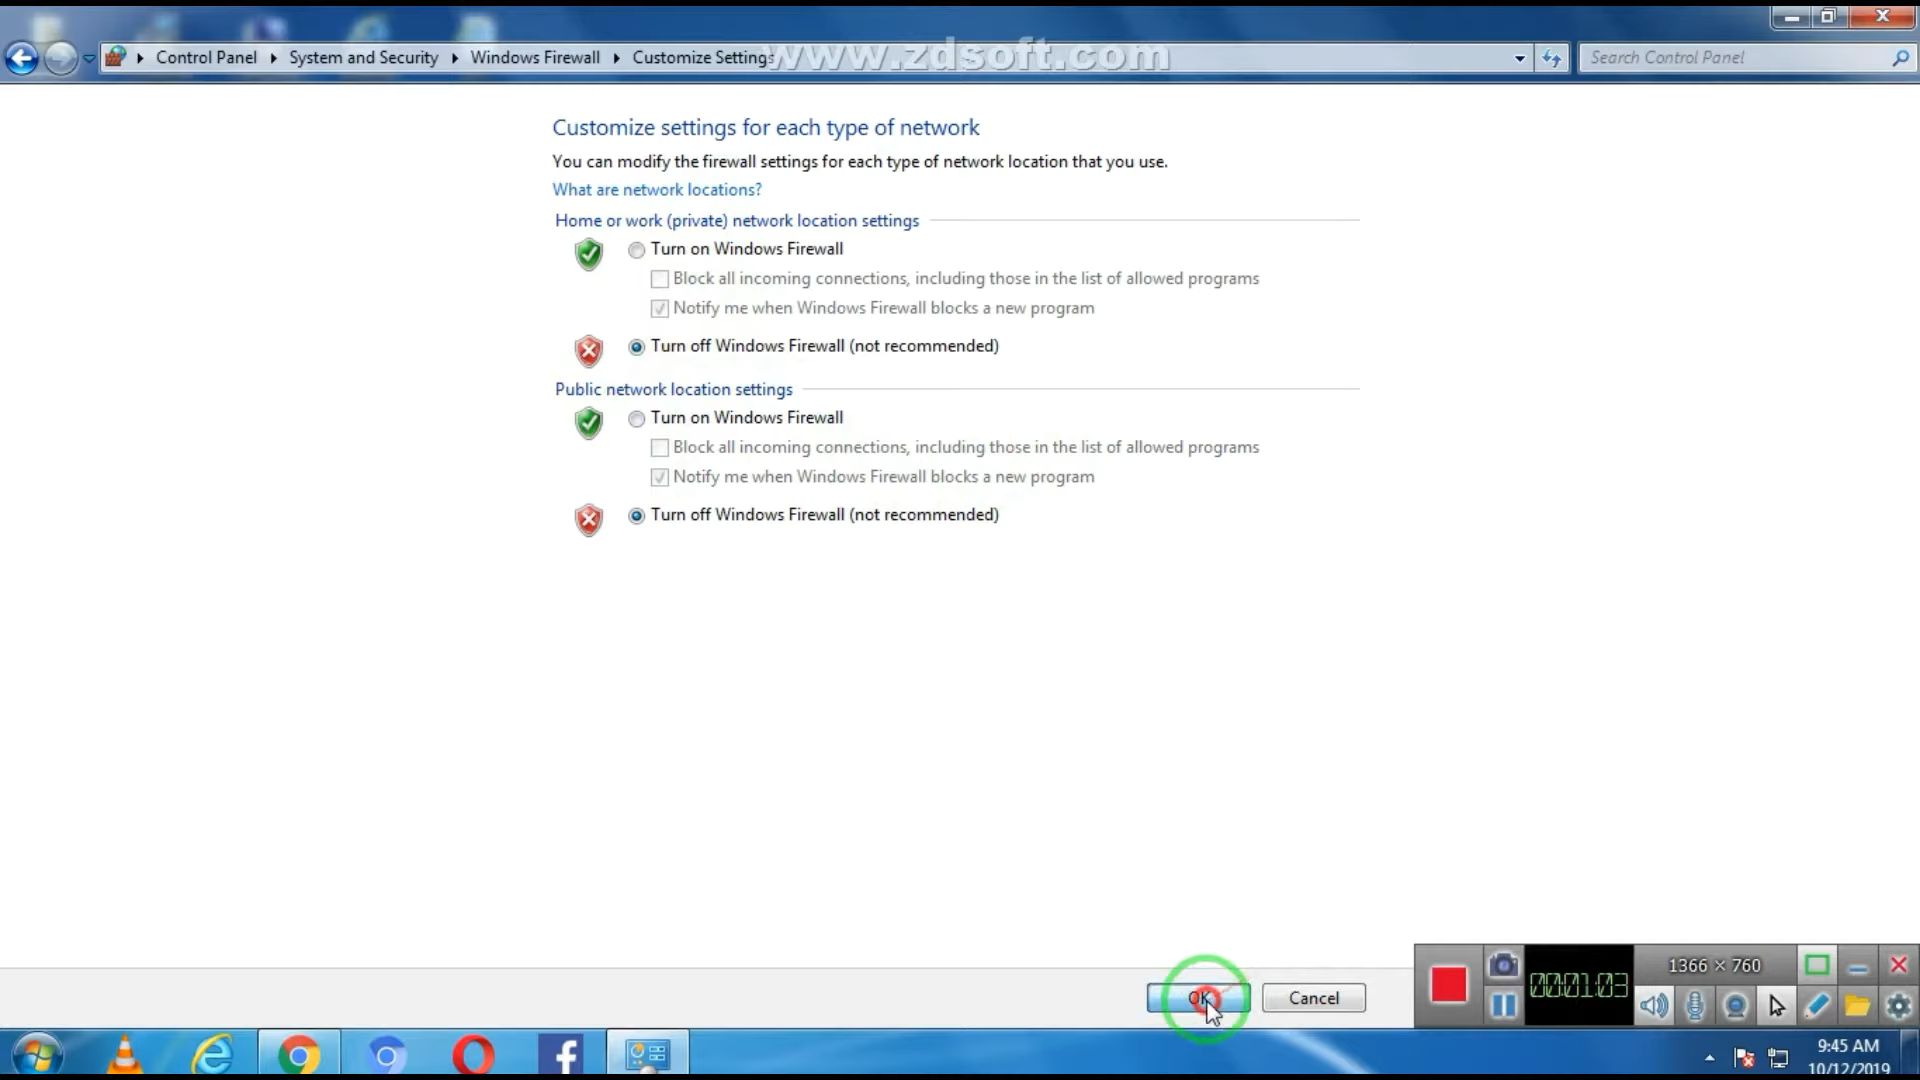 Control Panel ▸ System and Security ▸ Windows Firewall ▸ Customize Settings
www.zdsoft.com
Search Control Panel
Customize settings for each type of network
You can modify the firewall settings for each type of network location that you use.
What are network locations?
Home or work (private) network location settings
Turn on Windows Firewall
Block all incoming connections, including those in the list of allowed programs
Notify me when Windows Firewall blocks a new program
Turn off Windows Firewall (not recommended)
Public network location settings
Turn on Windows Firewall
Block all incoming connections, including those in the list of allowed programs
Notify me when Windows Firewall blocks a new program
Turn off Windows Firewall (not recommended)
OK
Cancel
1366 × 760
00:01:03
9:45 AM
10/12/2019